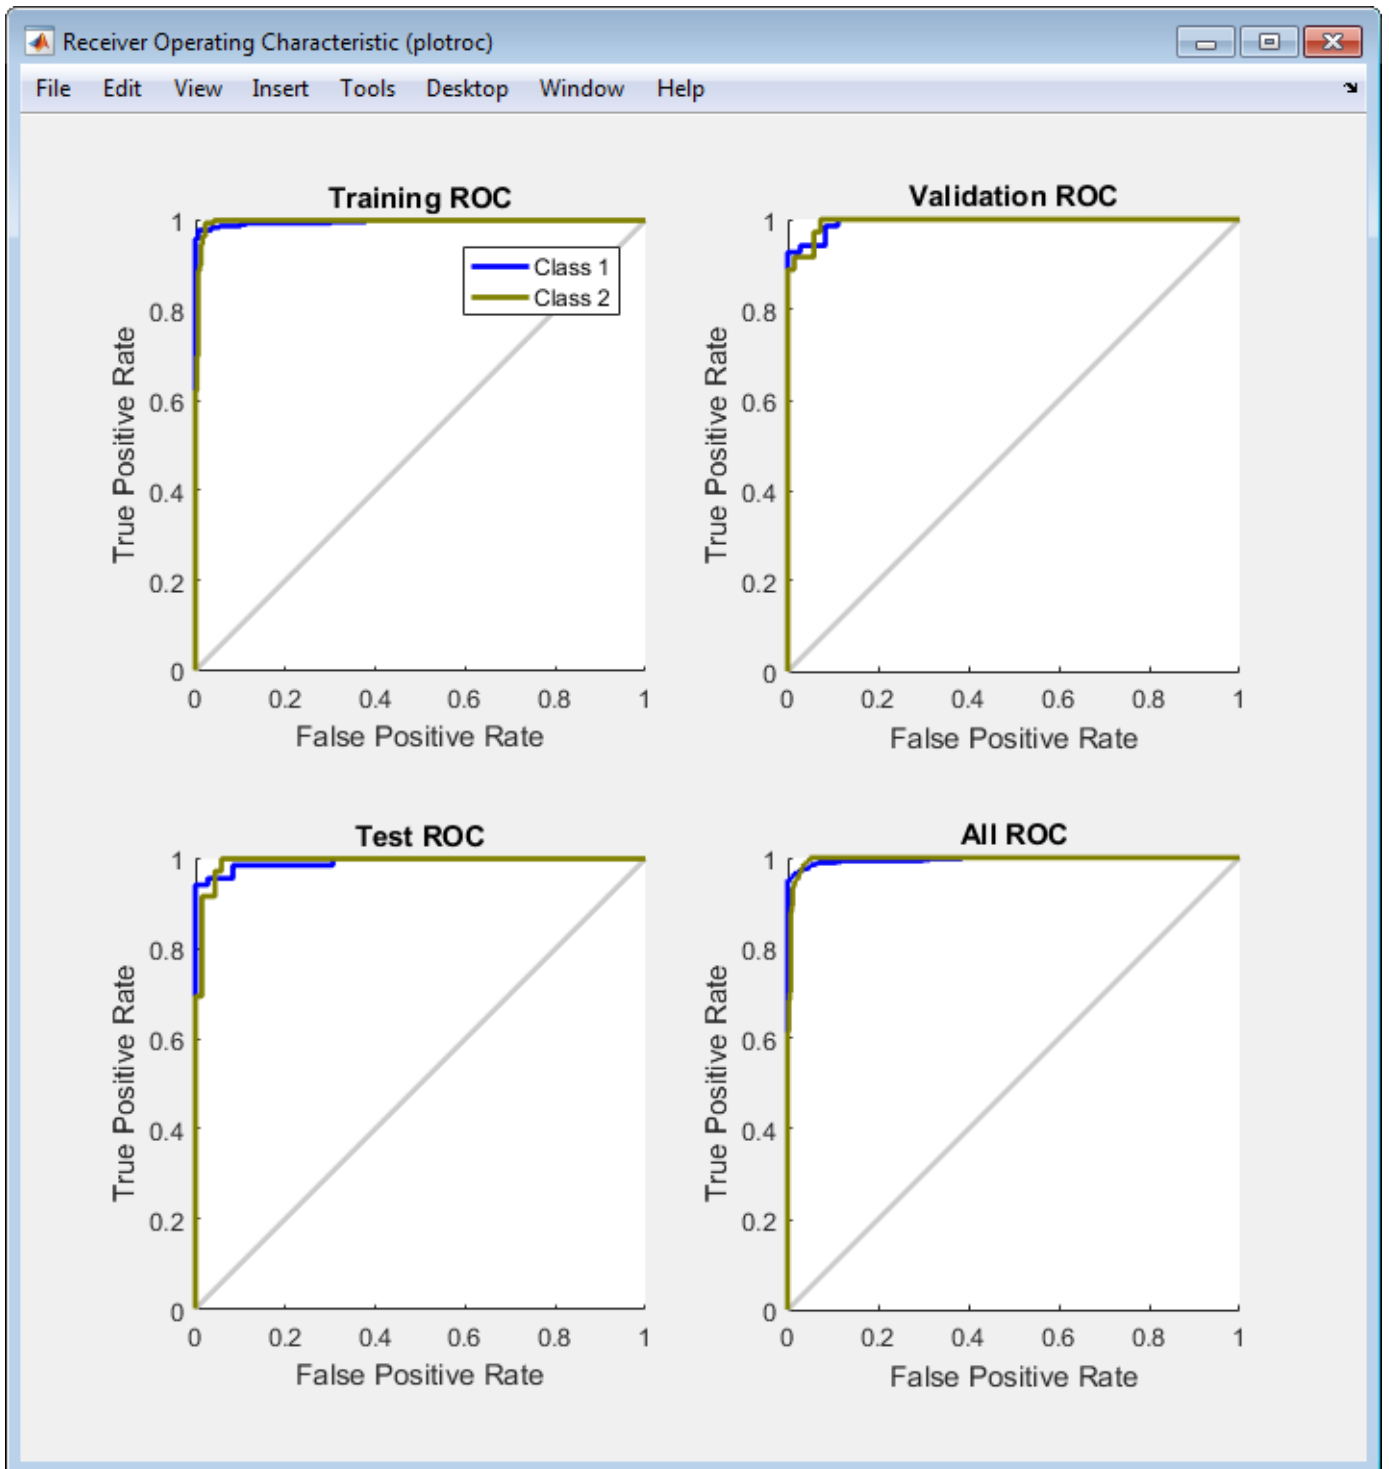 Receiver Operating Characteristic (plotroc)
File Edit View Insert Tools Desktop Window Help
Training ROC
1
0.8
0.6
0.4
0.2
0
True Positive Rate
Class 1
Class 2
0 0.2 0.4 0.6 0.8 1
False Positive Rate
Validation ROC
1
0.8
0.6
0.4
0.2
0
True Positive Rate
0 0.2 0.4 0.6 0.8 1
False Positive Rate
Test ROC
1
0.8
0.6
0.4
0.2
0
True Positive Rate
0 0.2 0.4 0.6 0.8 1
False Positive Rate
All ROC
1
0.8
0.6
0.4
0.2
0
True Positive Rate
0 0.2 0.4 0.6 0.8 1
False Positive Rate